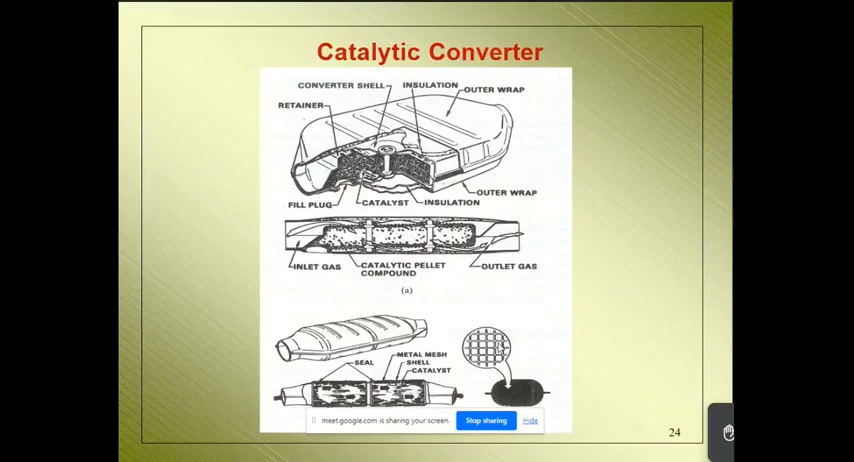 Catalytic Converter
CONVERTER SHELL
INSULATION
OUTER WRAP
RETAINER
OUTER WRAP
FILL PLUG
CATALYST
INSULATION
INLET GAS
CATALYTIC PELLET
COMPOUND
OUTLET GAS
(a)
METAL MESH
SEAL
SHELL
CATALYST
meet.google.com is sharing your screen.
Stop sharing
Hide
24